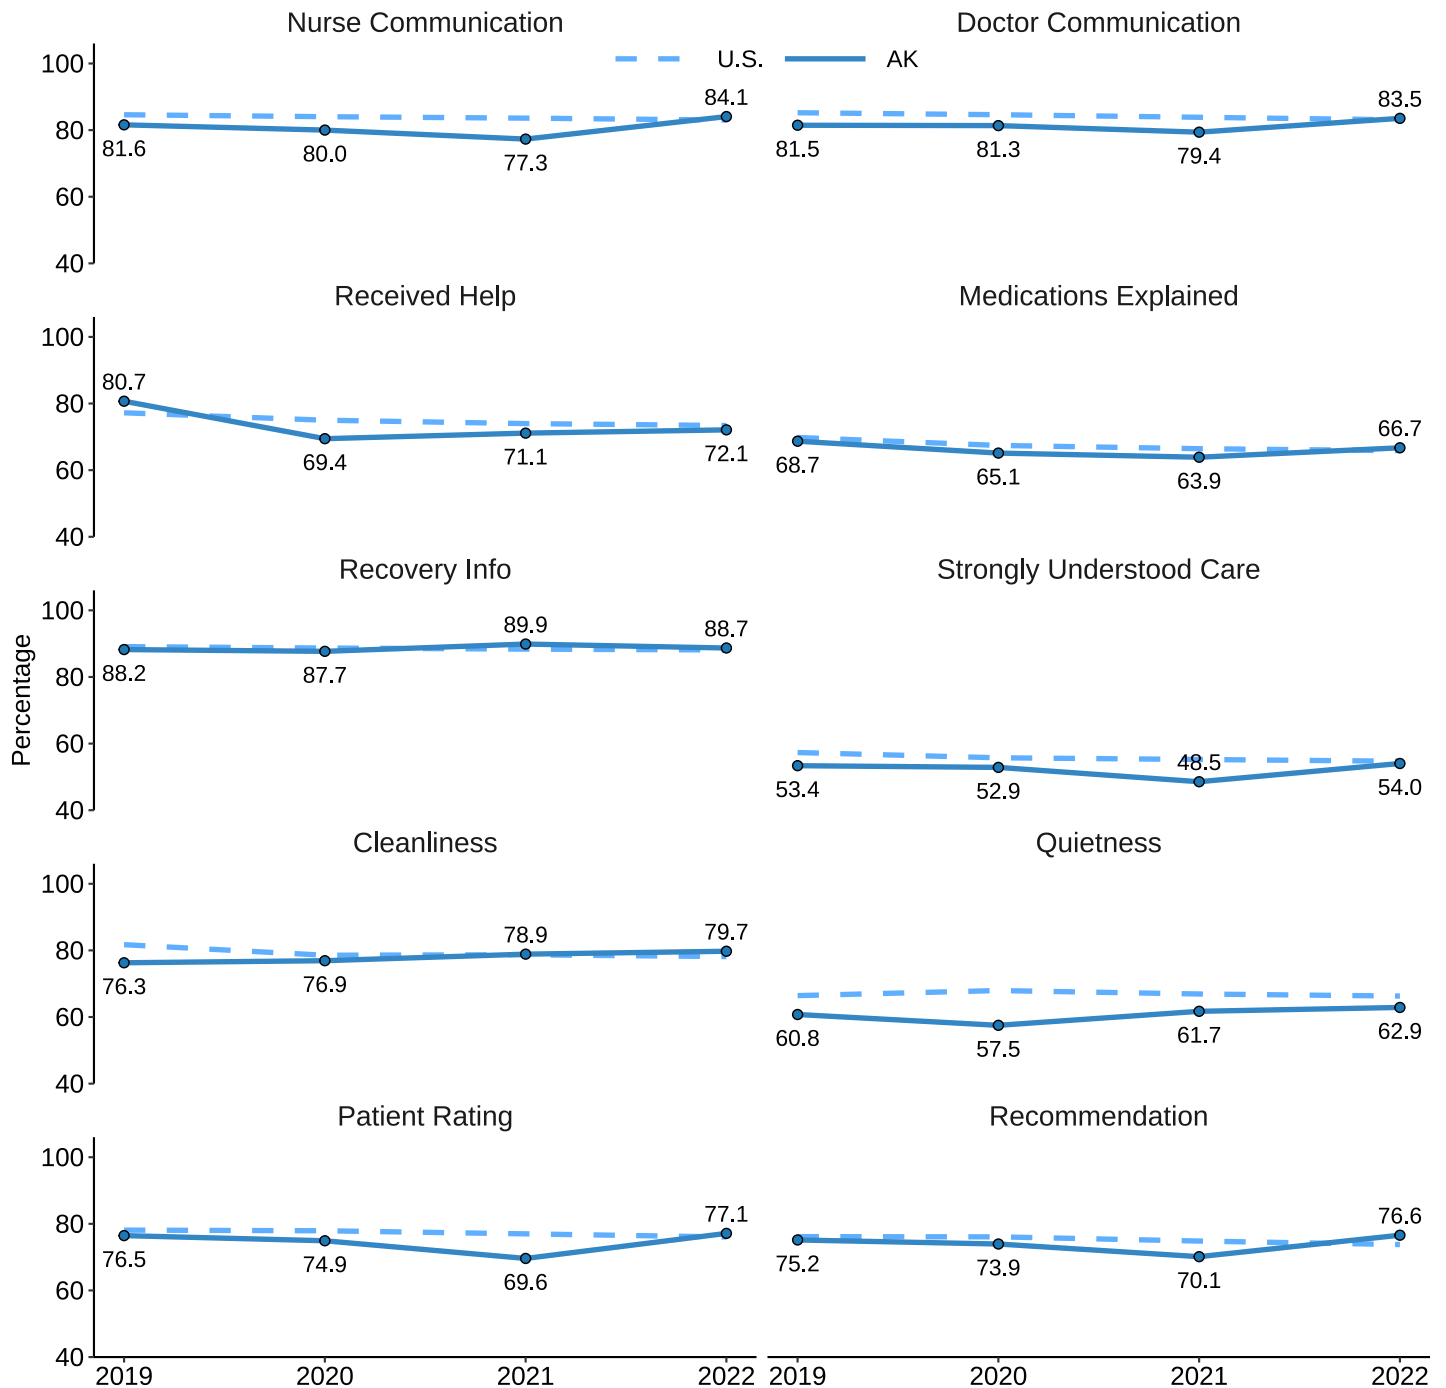 Nurse Communication Doctor Communication
U.S. AK
100
80
60
40
81.6 80.0 77.3 84.1
81.5 81.3 79.4 83.5
Received Help Medications Explained
100
80
60
40
80.7 69.4 71.1 72.1
68.7 65.1 63.9 66.7
Recovery Info Strongly Understood Care
100
80
60
40
88.2 87.7 89.9 88.7
53.4 52.9 48.5 54.0
Percentage
Cleanliness Quietness
100
80
60
40
76.3 76.9 78.9 79.7
60.8 57.5 61.7 62.9
Patient Rating Recommendation
100
80
60
40
76.5 74.9 69.6 77.1
75.2 73.9 70.1 76.6
2019 2020 2021 2022 2019 2020 2021 2022